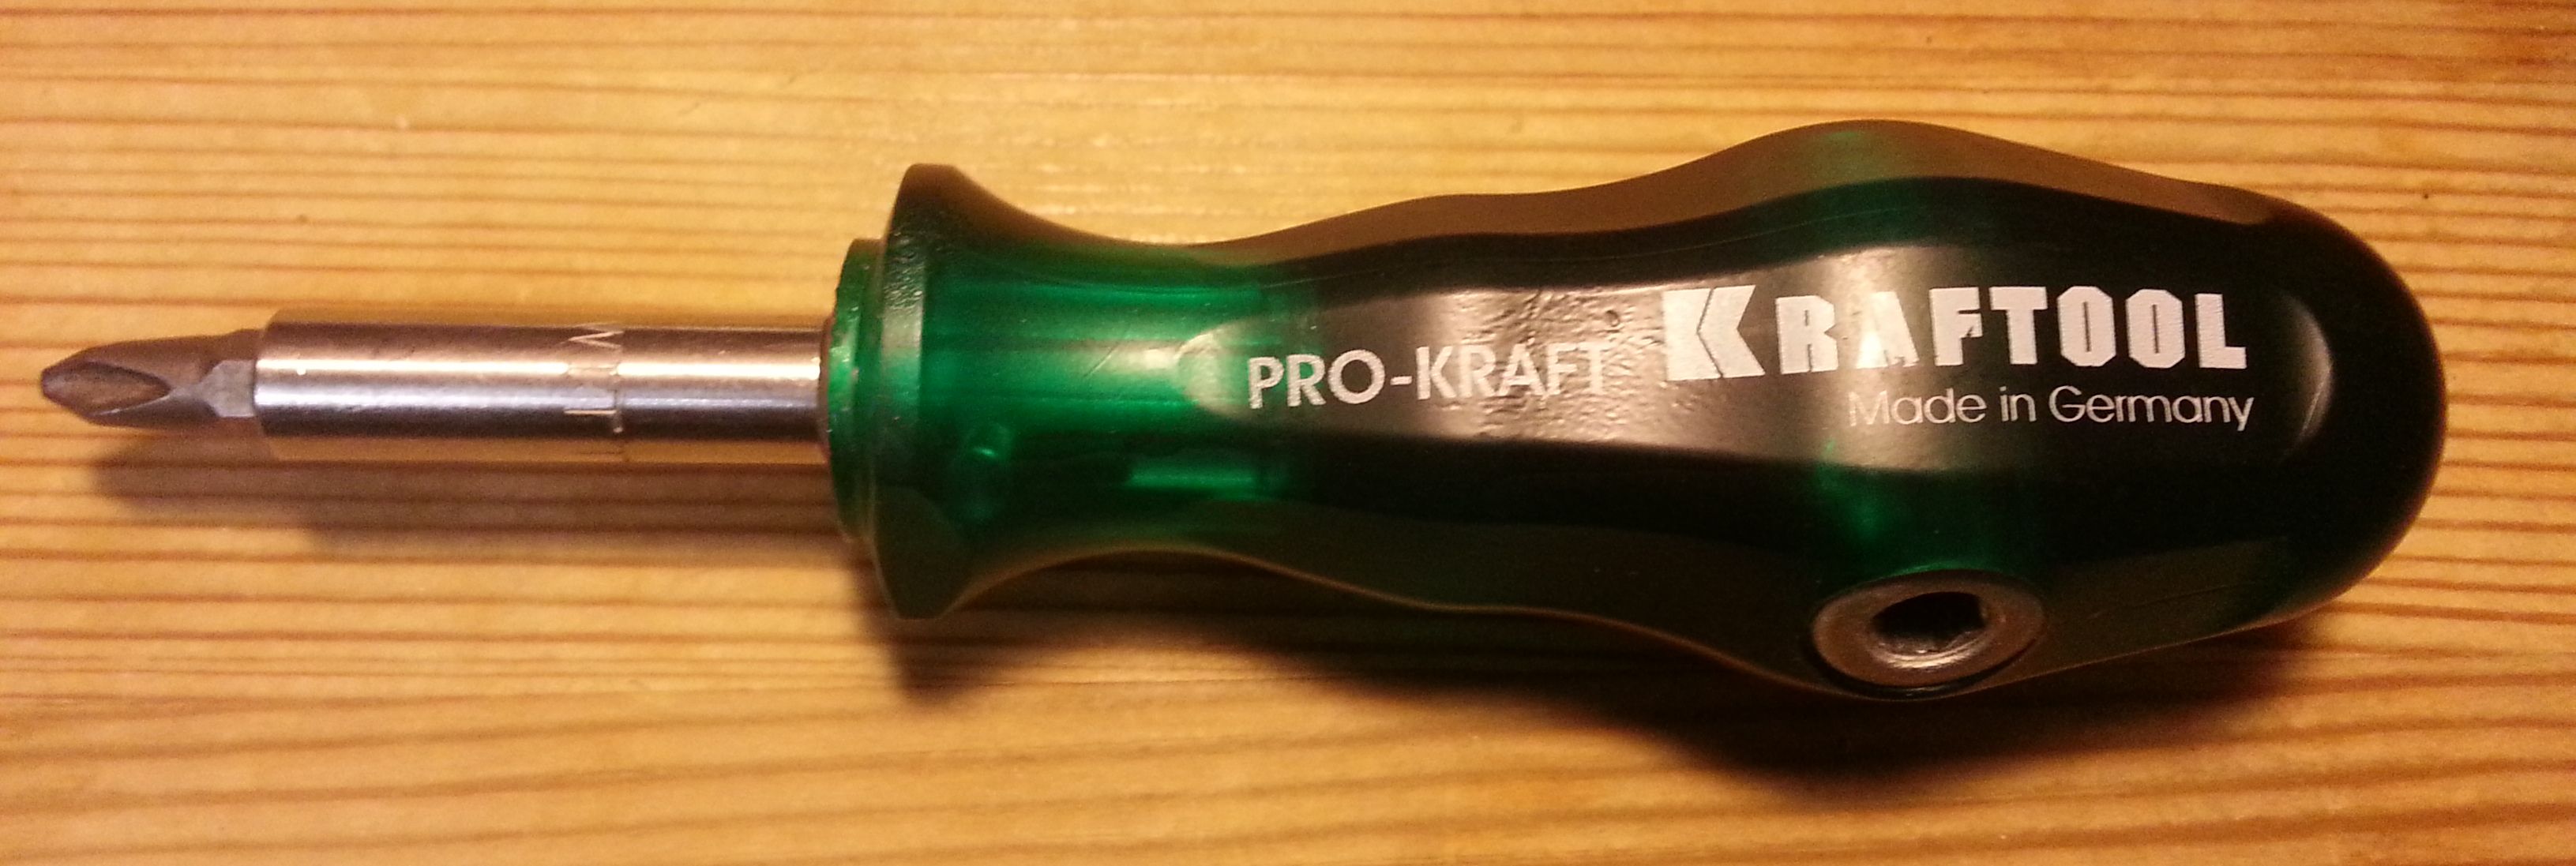 PRO-KRAFT KRAFTOOL
Made in Germany